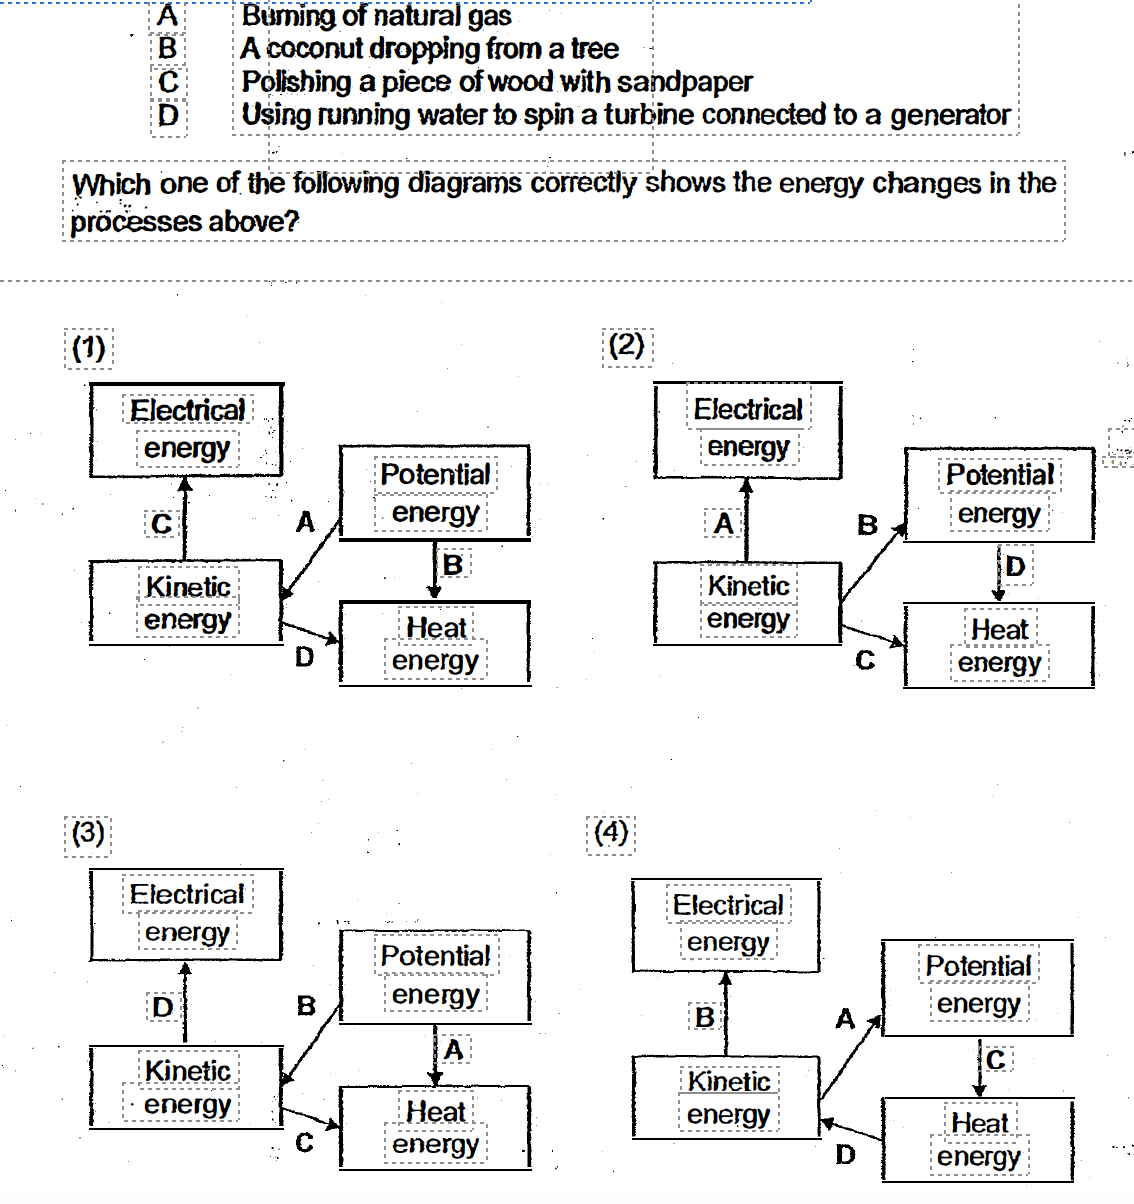 A Burning of natural gas
B A coconut dropping from a tree
C Polishing a piece of wood with sandpaper
D Using running water to spin a turbine connected to a generator
Which one of the following diagrams correctly shows the energy changes in the
processes above?
(1)
Electrical
energy
Potential
energy
C
A
B
Kinetic
energy
Heat
energy
D
(2)
Electrical
energy
Potential
energy
A
B
D
Kinetic
energy
Heat
energy
C
(3)
Electrical
energy
Potential
energy
D
B
A
Kinetic
energy
Heat
energy
C
(4)
Electrical
energy
Potential
energy
B
A
C
Kinetic
energy
Heat
energy
D